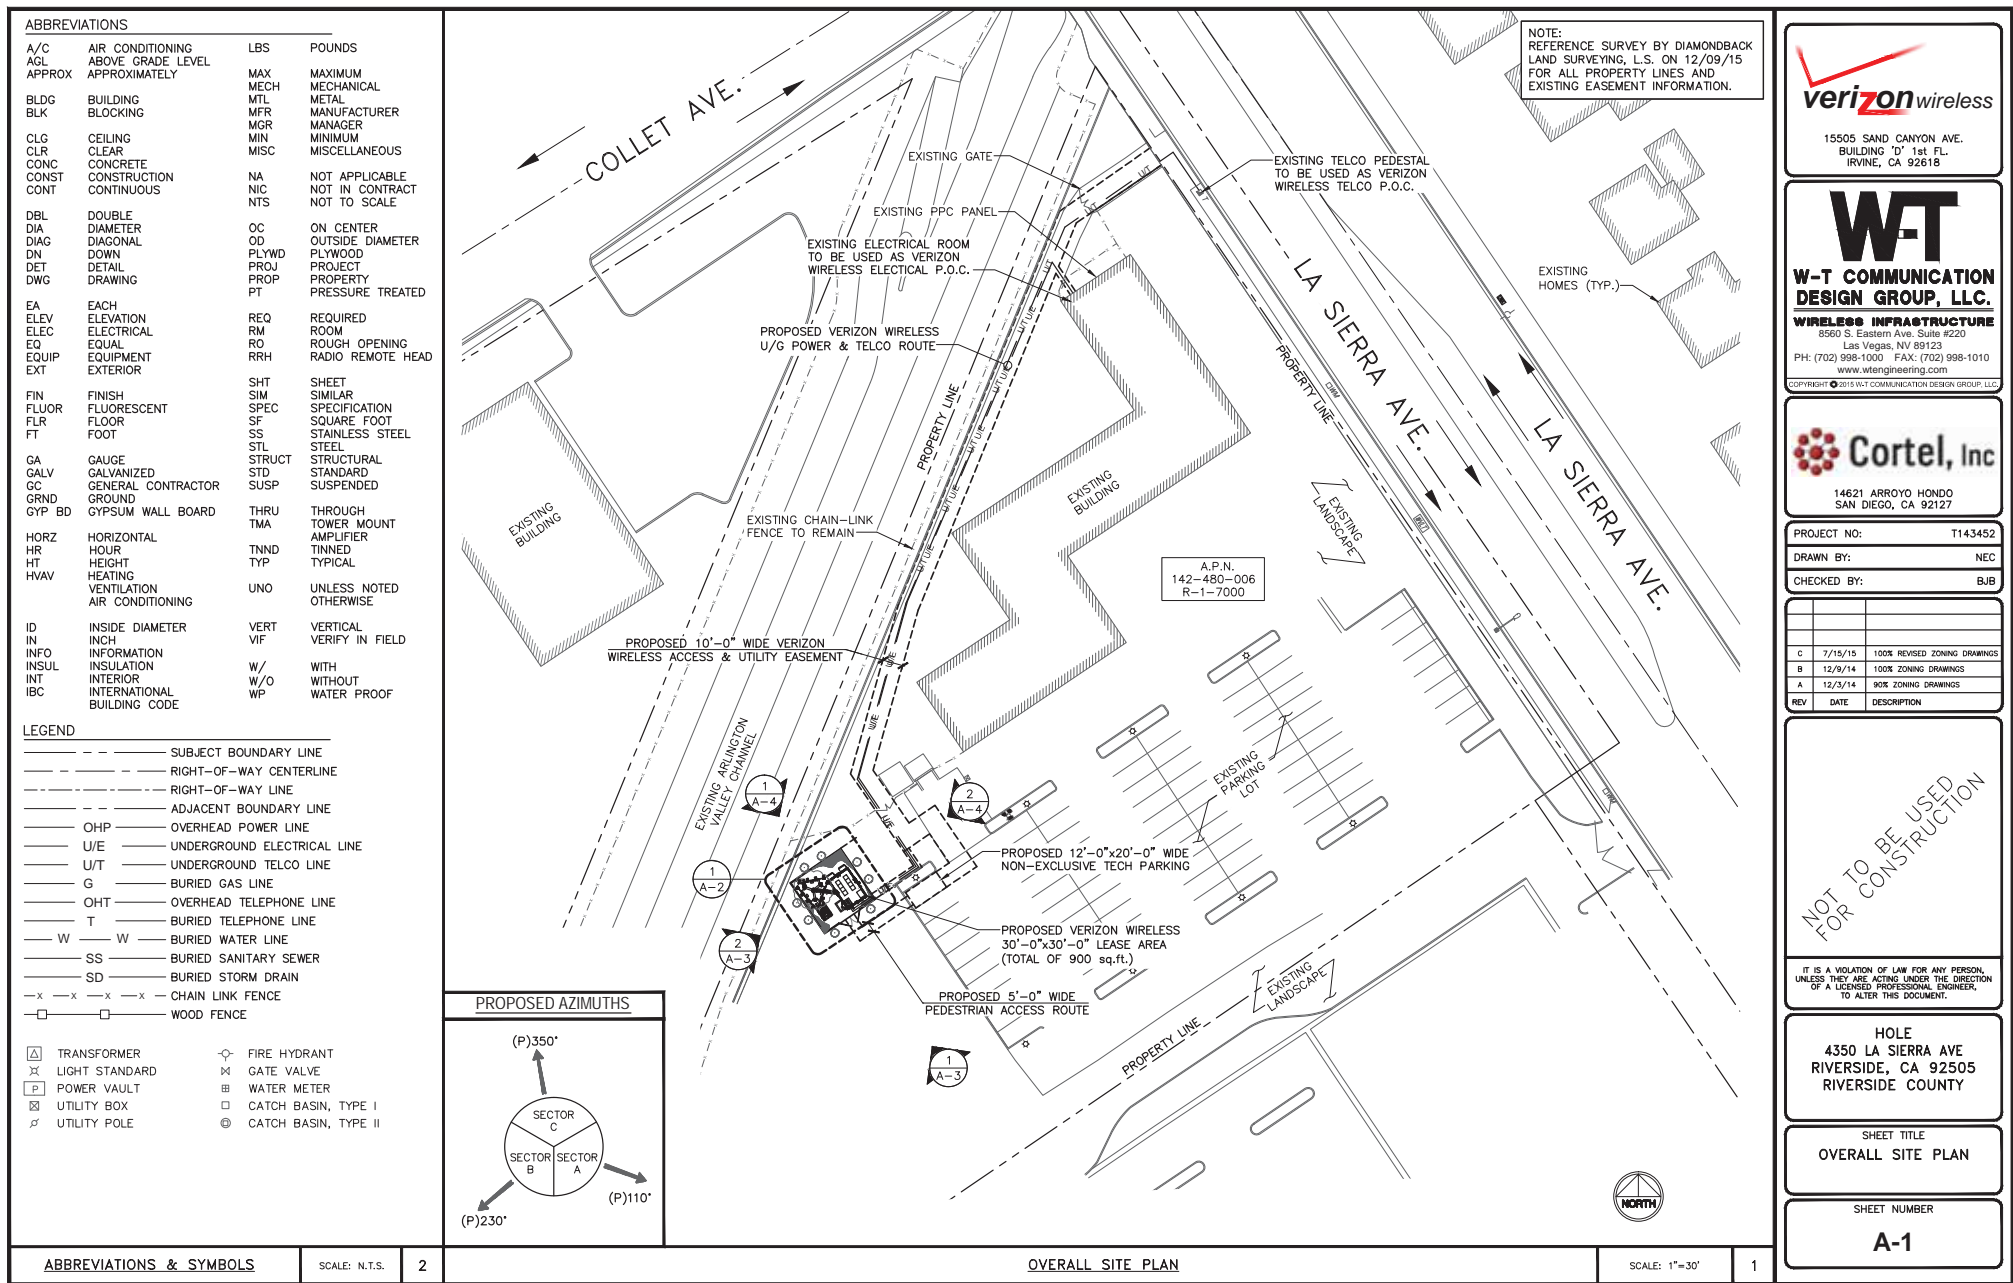 ABBREVIATIONS
A/C AIR CONDITIONING
AGL ABOVE GRADE LEVEL
APPROX APPROXIMATELY
BLDG BUILDING
BLK BLOCKING
CLG CEILING
CLR CLEAR
CONC CONCRETE
CONST CONSTRUCTION
CONT CONTINUOUS
DBL DOUBLE
DIA DIAMETER
DIAG DIAGONAL
DN DOWN
DET DETAIL
DWG DRAWING
EA EACH
ELEV ELEVATION
ELEC ELECTRICAL
EQ EQUAL
EQUIP EQUIPMENT
EXT EXTERIOR
FIN FINISH
FLUOR FLUORESCENT
FLR FLOOR
FT FOOT
GA GAUGE
GALV GALVANIZED
GC GENERAL CONTRACTOR
GRND GROUND
GYP BD GYPSUM WALL BOARD
HORZ HORIZONTAL
HR HOUR
HT HEIGHT
HVAV HEATING
VENTILATION
AIR CONDITIONING
ID INSIDE DIAMETER
IN INCH
INFO INFORMATION
INSUL INSULATION
INT INTERIOR
IBC INTERNATIONAL
BUILDING CODE
LBS POUNDS
MAX MAXIMUM
MECH MECHANICAL
MTL METAL
MFR MANUFACTURER
MGR MANAGER
MIN MINIMUM
MISC MISCELLANEOUS
NA NOT APPLICABLE
NIC NOT IN CONTRACT
NTS NOT TO SCALE
OC ON CENTER
OD OUTSIDE DIAMETER
PLYWD PLYWOOD
PROJ PROJECT
PROP PROPERTY
PT PRESSURE TREATED
REQ REQUIRED
RM ROOM
RO ROUGH OPENING
RRH RADIO REMOTE HEAD
SHT SHEET
SIM SIMILAR
SPEC SPECIFICATION
SF SQUARE FOOT
SS STAINLESS STEEL
STL STEEL
STRUCT STRUCTURAL
STD STANDARD
SUSP SUSPENDED
THRU THROUGH
TMA TOWER MOUNT
AMPLIFIER
TNND TINNED
TYP TYPICAL
UNO UNLESS NOTED
OTHERWISE
VERT VERTICAL
VIF VERIFY IN FIELD
W/ WITH
W/O WITHOUT
WP WATER PROOF
LEGEND
SUBJECT BOUNDARY LINE
RIGHT-OF-WAY CENTERLINE
RIGHT-OF-WAY LINE
ADJACENT BOUNDARY LINE
OHP OVERHEAD POWER LINE
U/E UNDERGROUND ELECTRICAL LINE
U/T UNDERGROUND TELCO LINE
G BURIED GAS LINE
OHT OVERHEAD TELEPHONE LINE
T BURIED TELEPHONE LINE
W W BURIED WATER LINE
SS BURIED SANITARY SEWER
SD BURIED STORM DRAIN
x x x x CHAIN LINK FENCE
WOOD FENCE
TRANSFORMER
LIGHT STANDARD
P POWER VAULT
UTILITY BOX
UTILITY POLE
FIRE HYDRANT
GATE VALVE
WATER METER
CATCH BASIN, TYPE I
CATCH BASIN, TYPE II
ABBREVIATIONS & SYMBOLS
SCALE: N.T.S.
2
COLLET AVE.
NOTE:
REFERENCE SURVEY BY DIAMONDBACK
LAND SURVEYING, L.S. ON 12/09/15
FOR ALL PROPERTY LINES AND
EXISTING EASEMENT INFORMATION.
EXISTING GATE
EXISTING TELCO PEDESTAL
TO BE USED AS VERIZON
WIRELESS TELCO P.O.C.
EXISTING PPC PANEL
EXISTING ELECTRICAL ROOM
TO BE USED AS VERIZON
WIRELESS ELECTICAL P.O.C.
EXISTING
HOMES (TYP.)
PROPOSED VERIZON WIRELESS
U/G POWER & TELCO ROUTE
LA SIERRA AVE.
LA SIERRA AVE.
PROPERTY LINE
PROPERTY LINE
EXISTING
BUILDING
EXISTING
BUILDING
EXISTING
LANDSCAPE
EXISTING CHAIN-LINK
FENCE TO REMAIN
A.P.N.
142-480-006
R-1-7000
PROPOSED 10'-0" WIDE VERIZON
WIRELESS ACCESS & UTILITY EASEMENT
EXISTING ARLINGTON
VALLEY CHANNEL
EXISTING
PARKING
LOT
1
A-4
2
A-4
1
A-2
2
A-3
1
A-3
PROPOSED 12'-0"x20'-0" WIDE
NON-EXCLUSIVE TECH PARKING
PROPOSED VERIZON WIRELESS
30'-0"x30'-0" LEASE AREA
(TOTAL OF 900 sq.ft.)
PROPOSED 5'-0" WIDE
PEDESTRIAN ACCESS ROUTE
EXISTING
LANDSCAPE
PROPERTY LINE
PROPOSED AZIMUTHS
(P)350°
SECTOR
C
SECTOR
B
SECTOR
A
(P)110°
(P)230°
NORTH
OVERALL SITE PLAN
SCALE: 1"=30'
1
verizon wireless
15505 SAND CANYON AVE.
BUILDING 'D' 1st FL.
IRVINE, CA 92618
W-T
W-T COMMUNICATION
DESIGN GROUP, LLC.
WIRELESS INFRASTRUCTURE
8560 S. Eastern Ave. Suite #220
Las Vegas, NV 89123
PH: (702) 998-1000 FAX: (702) 998-1010
www.wtengineering.com
COPYRIGHT © 2015 W-T COMMUNICATION DESIGN GROUP, LLC.
Cortel, Inc
14621 ARROYO HONDO
SAN DIEGO, CA 92127
PROJECT NO: T143452
DRAWN BY: NEC
CHECKED BY: BJB
C 7/15/15 100% REVISED ZONING DRAWINGS
B 12/9/14 100% ZONING DRAWINGS
A 12/3/14 90% ZONING DRAWINGS
REV DATE DESCRIPTION
NOT TO BE USED
FOR CONSTRUCTION
IT IS A VIOLATION OF LAW FOR ANY PERSON,
UNLESS THEY ARE ACTING UNDER THE DIRECTION
OF A LICENSED PROFESSIONAL ENGINEER,
TO ALTER THIS DOCUMENT.
HOLE
4350 LA SIERRA AVE
RIVERSIDE, CA 92505
RIVERSIDE COUNTY
SHEET TITLE
OVERALL SITE PLAN
SHEET NUMBER
A-1